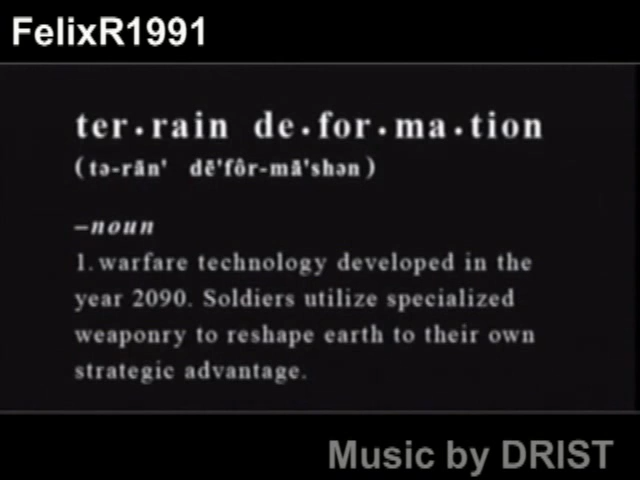 FelixR1991
ter·rain de·for·ma·tion
(tə-rān' dē'fôr-mā'shən)
–noun
1. warfare technology developed in the
year 2090. Soldiers utilize specialized
weaponry to reshape earth to their own
strategic advantage.
Music by DRIST